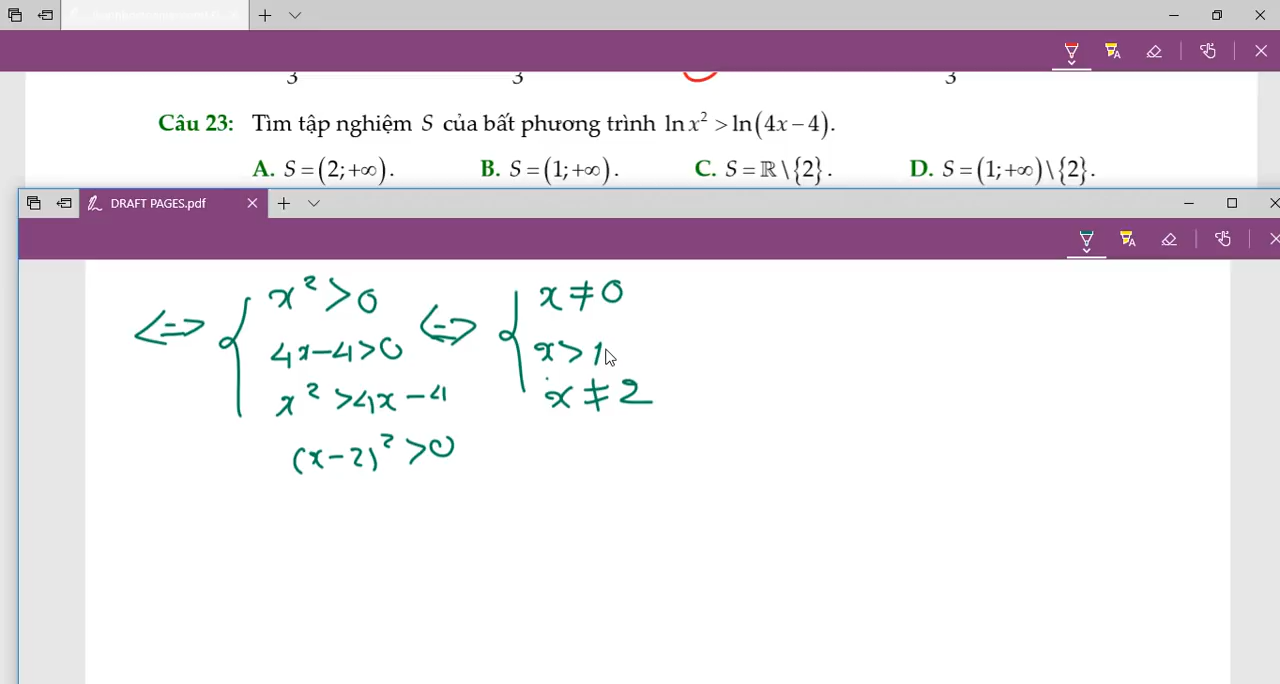 3 3 3
Câu 23: Tìm tập nghiệm S của bất phương trình ln x² > ln(4x − 4).
A. S = (2; +∞). B. S = (1; +∞). C. S = ℝ \ {2}. D. S = (1; +∞) \ {2}.
DRAFT PAGES.pdf
⇔ { x² > 0 ⇔ { x ≠ 0
4x − 4 > 0 x > 1
x² > 4x − 4 x ≠ 2
(x − 2)² > 0